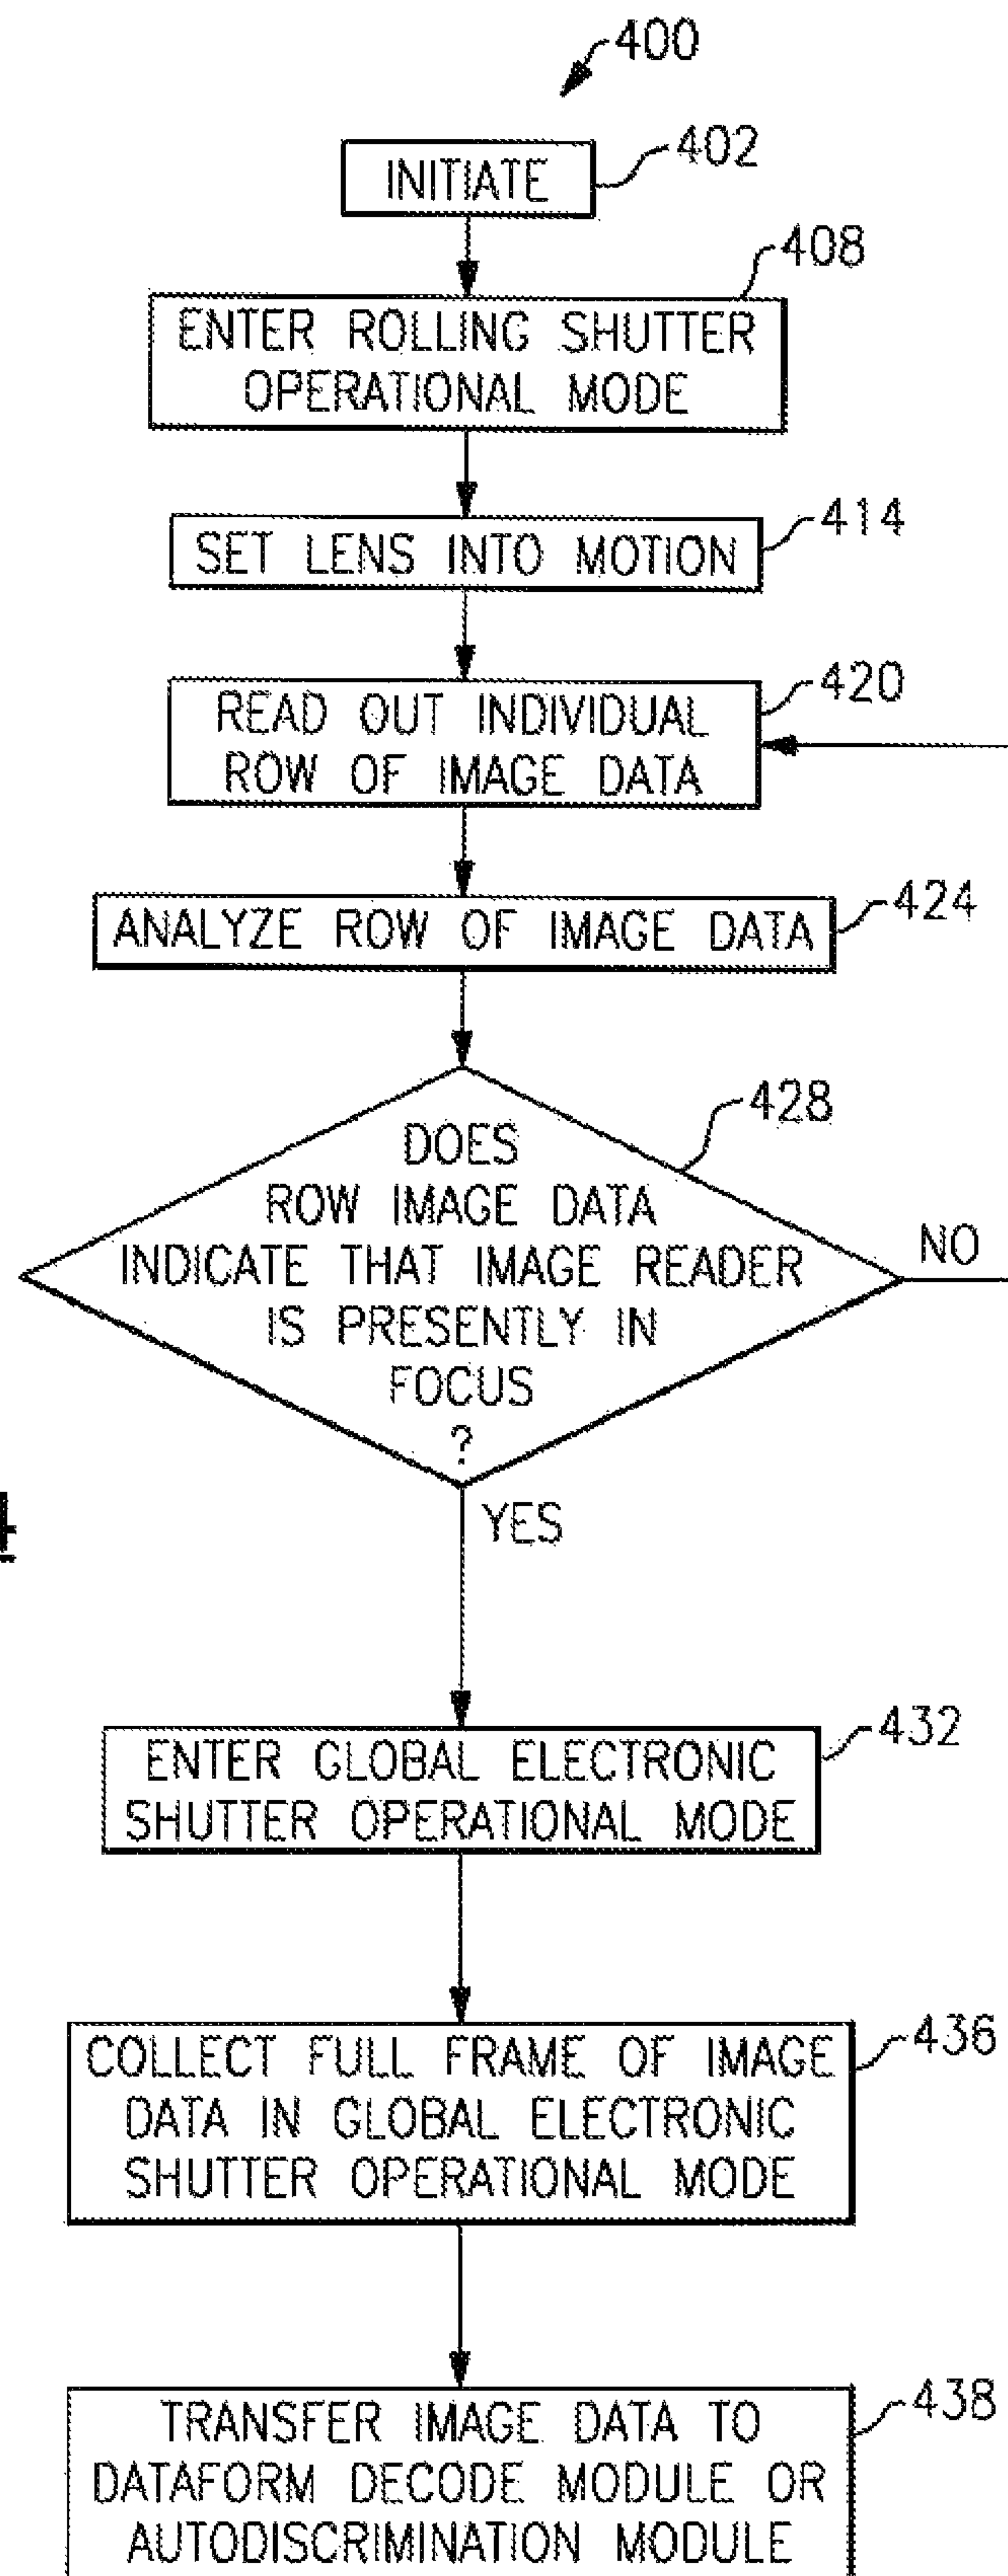 400
INITIATE
402
408
ENTER ROLLING SHUTTER
OPERATIONAL MODE
414
SET LENS INTO MOTION
420
READ OUT INDIVIDUAL
ROW OF IMAGE DATA
424
ANALYZE ROW OF IMAGE DATA
428
DOES
ROW IMAGE DATA
INDICATE THAT IMAGE READER
IS PRESENTLY IN
FOCUS
?
NO
YES
4
432
ENTER GLOBAL ELECTRONIC
SHUTTER OPERATIONAL MODE
436
COLLECT FULL FRAME OF IMAGE
DATA IN GLOBAL ELECTRONIC
SHUTTER OPERATIONAL MODE
438
TRANSFER IMAGE DATA TO
DATAFORM DECODE MODULE OR
AUTODISCRIMINATION MODULE